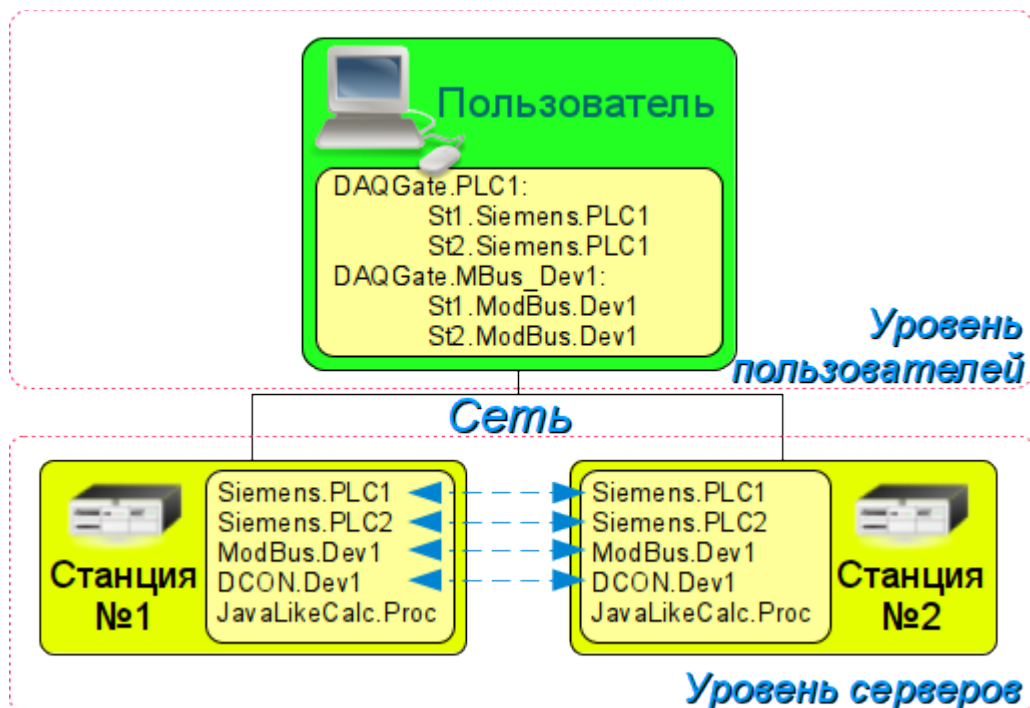 Пользователь
DAQGate.PLC1:
St1.Siemens.PLC1
St2.Siemens.PLC1
DAQGate.MBus_Dev1:
St1.ModBus.Dev1
St2.ModBus.Dev1
Уровень
пользователей
Сеть
Станция
№1
Siemens.PLC1
Siemens.PLC2
ModBus.Dev1
DCON.Dev1
JavaLikeCalc.Proc
Siemens.PLC1
Siemens.PLC2
ModBus.Dev1
DCON.Dev1
JavaLikeCalc.Proc
Станция
№2
Уровень серверов